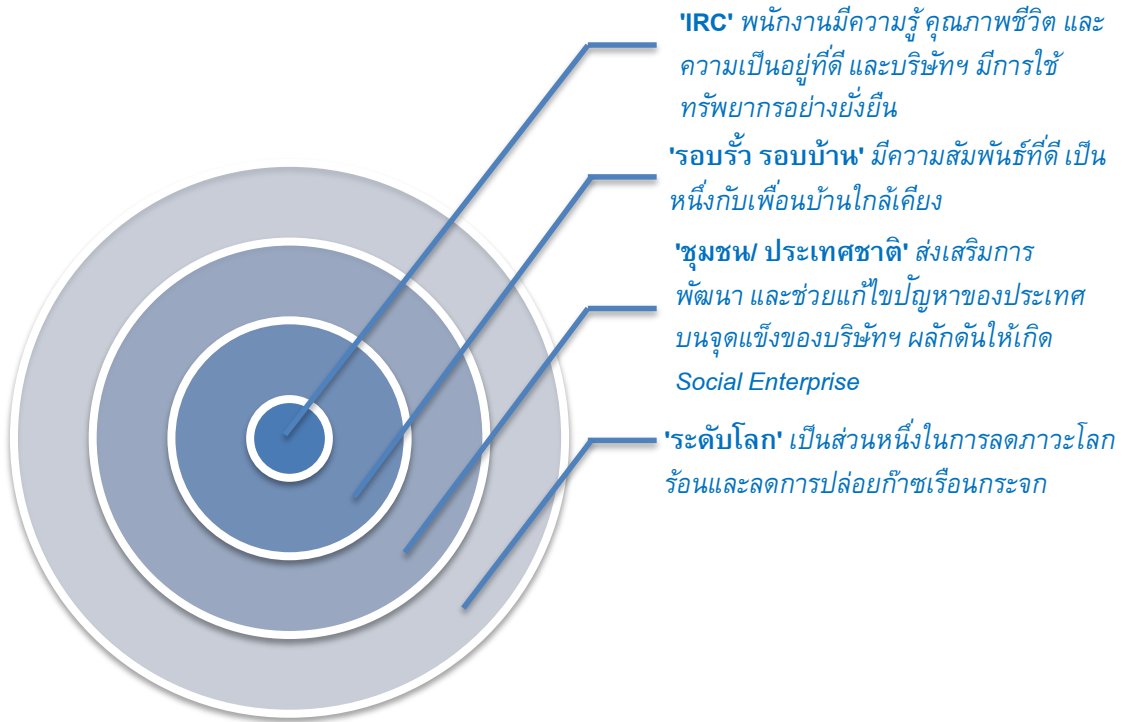 'IRC' พนักงานมีความรู้ คุณภาพชีวิต และ
ความเป็นอยู่ที่ดี และบริษัทฯ มีการใช้
ทรัพยากรอย่างยั่งยืน
'รอบรั้ว รอบบ้าน' มีความสัมพันธ์ที่ดี เป็น
หนึ่งกับเพื่อนบ้านใกล้เคียง
'ชุมชน/ ประเทศชาติ' ส่งเสริมการ
พัฒนา และช่วยแก้ไขปัญหาของประเทศ
บนจุดแข็งของบริษัทฯ ผลักดันให้เกิด
Social Enterprise
'ระดับโลก' เป็นส่วนหนึ่งในการลดภาวะโลก
ร้อนและลดการปล่อยก๊าซเรือนกระจก